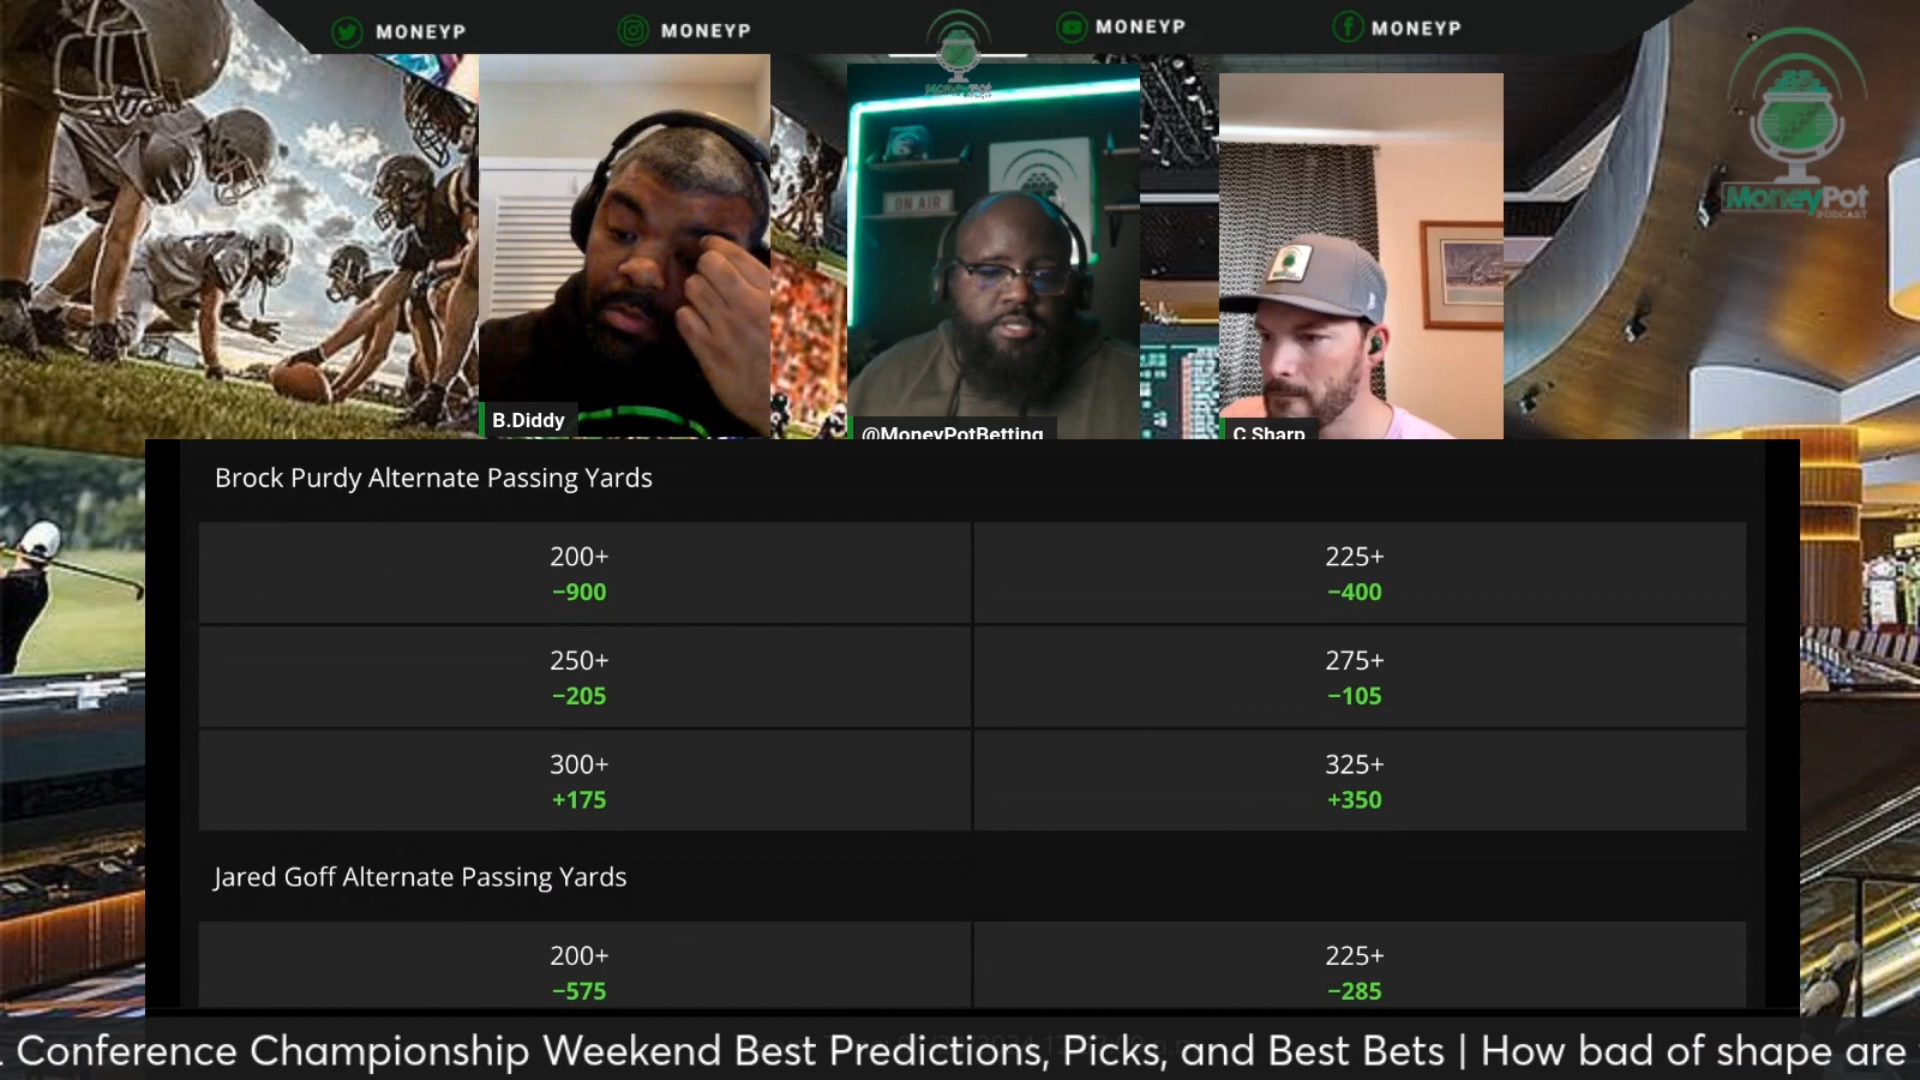 MONEYP
MONEYP
MONEYP
MONEYP
MoneyPot
PODCAST
ON AIR
B.Diddy
@MoneyPotBetting
C Sharp
Brock Purdy Alternate Passing Yards
200+
−900
225+
−400
250+
−205
275+
−105
300+
+175
325+
+350
Jared Goff Alternate Passing Yards
200+
−575
225+
−285
. Conference Championship Weekend Best Predictions, Picks, and Best Bets | How bad of shape are